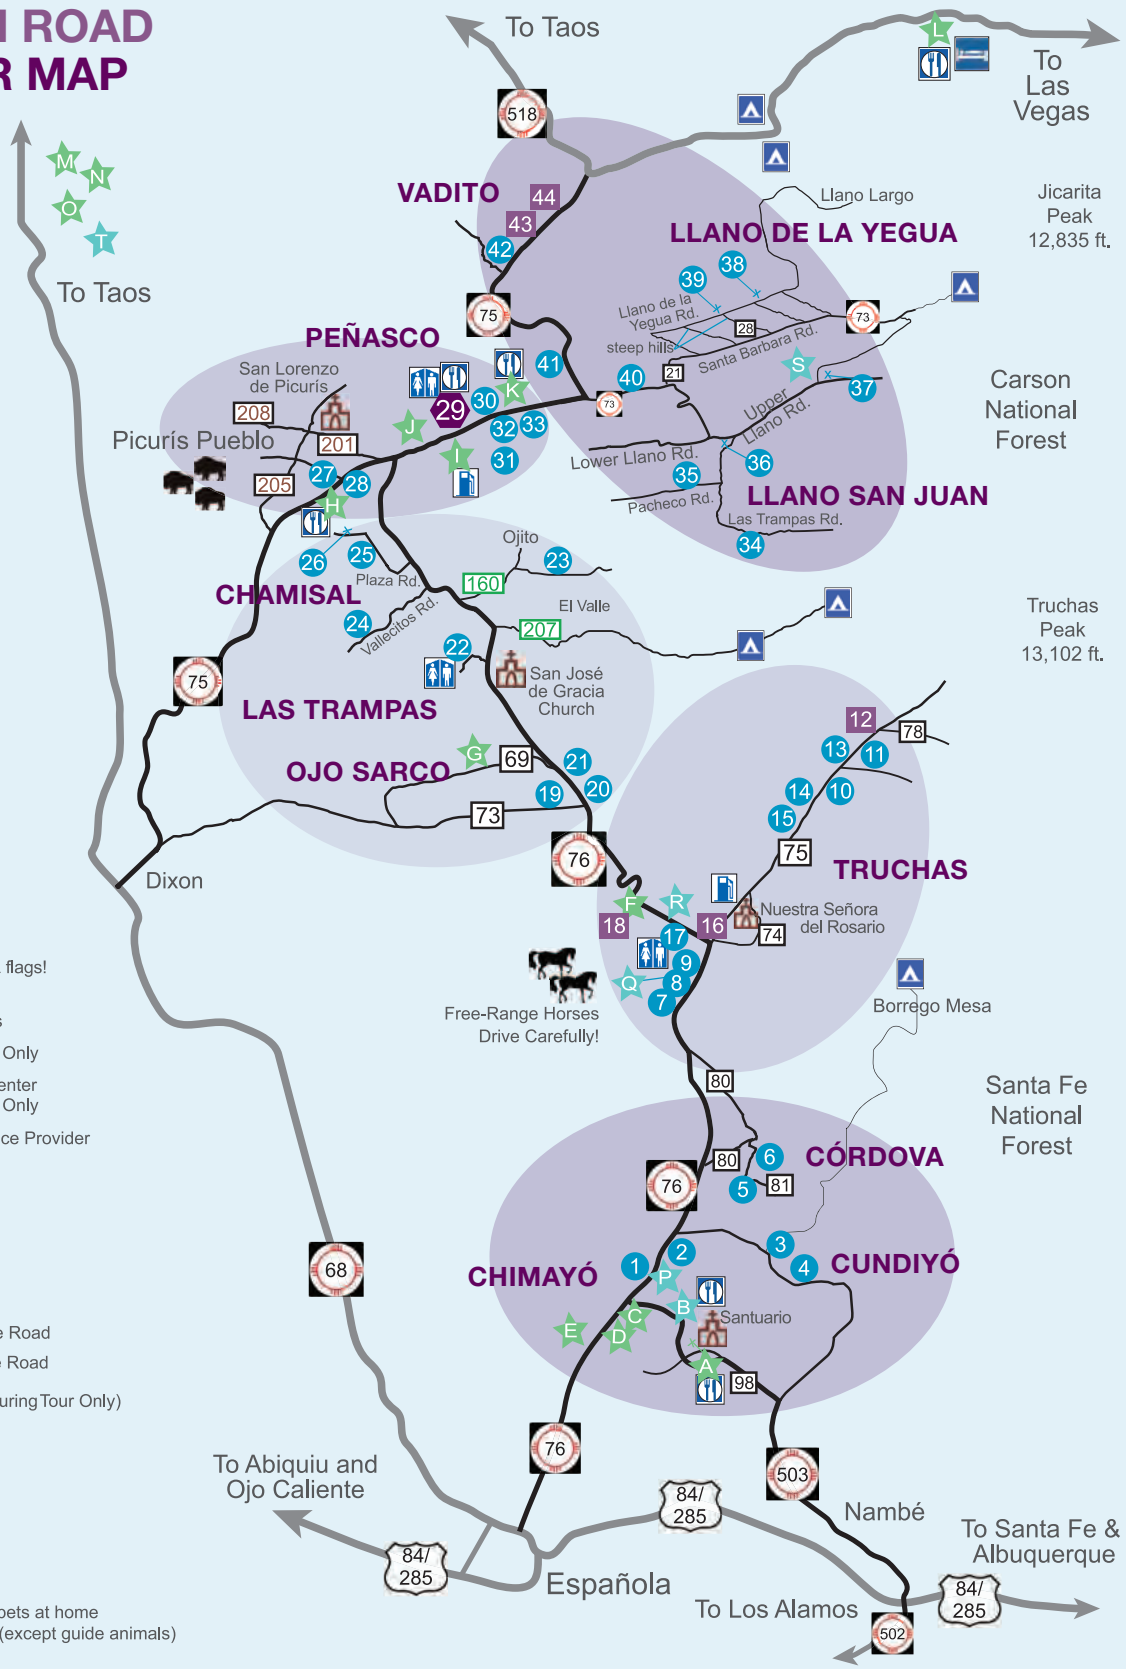 ROAD
R MAP
To Taos
L
To
Las
Vegas
518
M
N
O
T
To Taos
VADITO
44
43
42
Llano Largo
Jicarita
Peak
12,835 ft.
LLANO DE LA YEGUA
39
38
Llano de la
Yegua Rd.
75
28
73
steep hills
Santa Barbara Rd.
PEÑASCO
San Lorenzo
de Picurís
41
40
21
S
37
K
30
29
73
Upper
Llano Rd.
Carson
National
Forest
208
J
32
33
201
Picurís Pueblo
I
31
Lower Llano Rd.
36
27
28
205
35
LLANO SAN JUAN
H
Pacheco Rd.
Las Trampas Rd.
34
26
25
Ojito
23
Plaza Rd.
160
CHAMISAL
El Valle
24
Vallecitos Rd.
207
Truchas
Peak
13,102 ft.
22
75
San José
de Gracia
Church
LAS TRAMPAS
12
78
G
69
13
11
OJO SARCO
21
19
20
14
10
15
73
75
76
TRUCHAS
Dixon
F
R
18
16
Nuestra Señora
del Rosario
17
74
flags!
9
Q
8
7
Free-Range Horses
Drive Carefully!
Borrego Mesa
s
Only
enter
Only
80
Santa Fe
National
Forest
ce Provider
80
6
CÓRDOVA
76
5
81
68
1
2
3
4
CUNDIYÓ
CHIMAYÓ
P
B
C
D
E
Santuario
e Road
e Road
A
98
uring Tour Only)
76
503
To Abiquiu and
Ojo Caliente
84/
285
Nambé
To Santa Fe &
Albuquerque
84/
285
Española
84/
285
To Los Alamos
502
pets at home
(except guide animals)